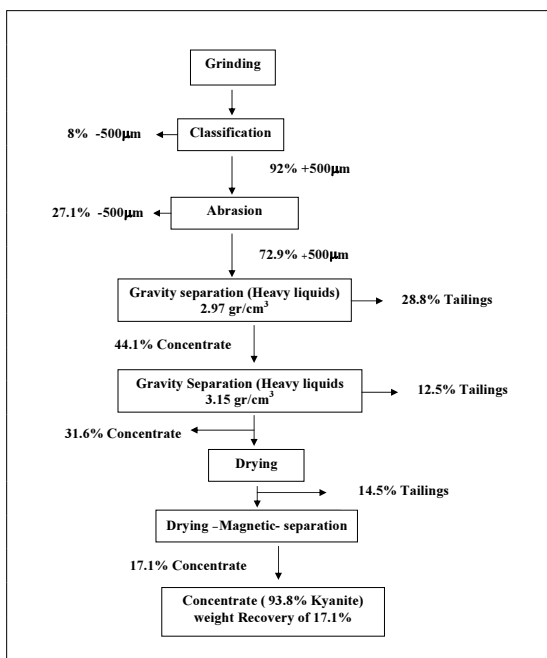 Grinding
8% -500µm
Classification
92% +500µm
27.1% -500µm
Abrasion
72.9% +500µm
Gravity separation (Heavy liquids)
2.97 gr/cm³
28.8% Tailings
44.1% Concentrate
Gravity Separation (Heavy liquids
3.15 gr/cm³
12.5% Tailings
31.6% Concentrate
Drying
14.5% Tailings
Drying –Magnetic- separation
17.1% Concentrate
Concentrate ( 93.8% Kyanite)
weight Recovery of 17.1%